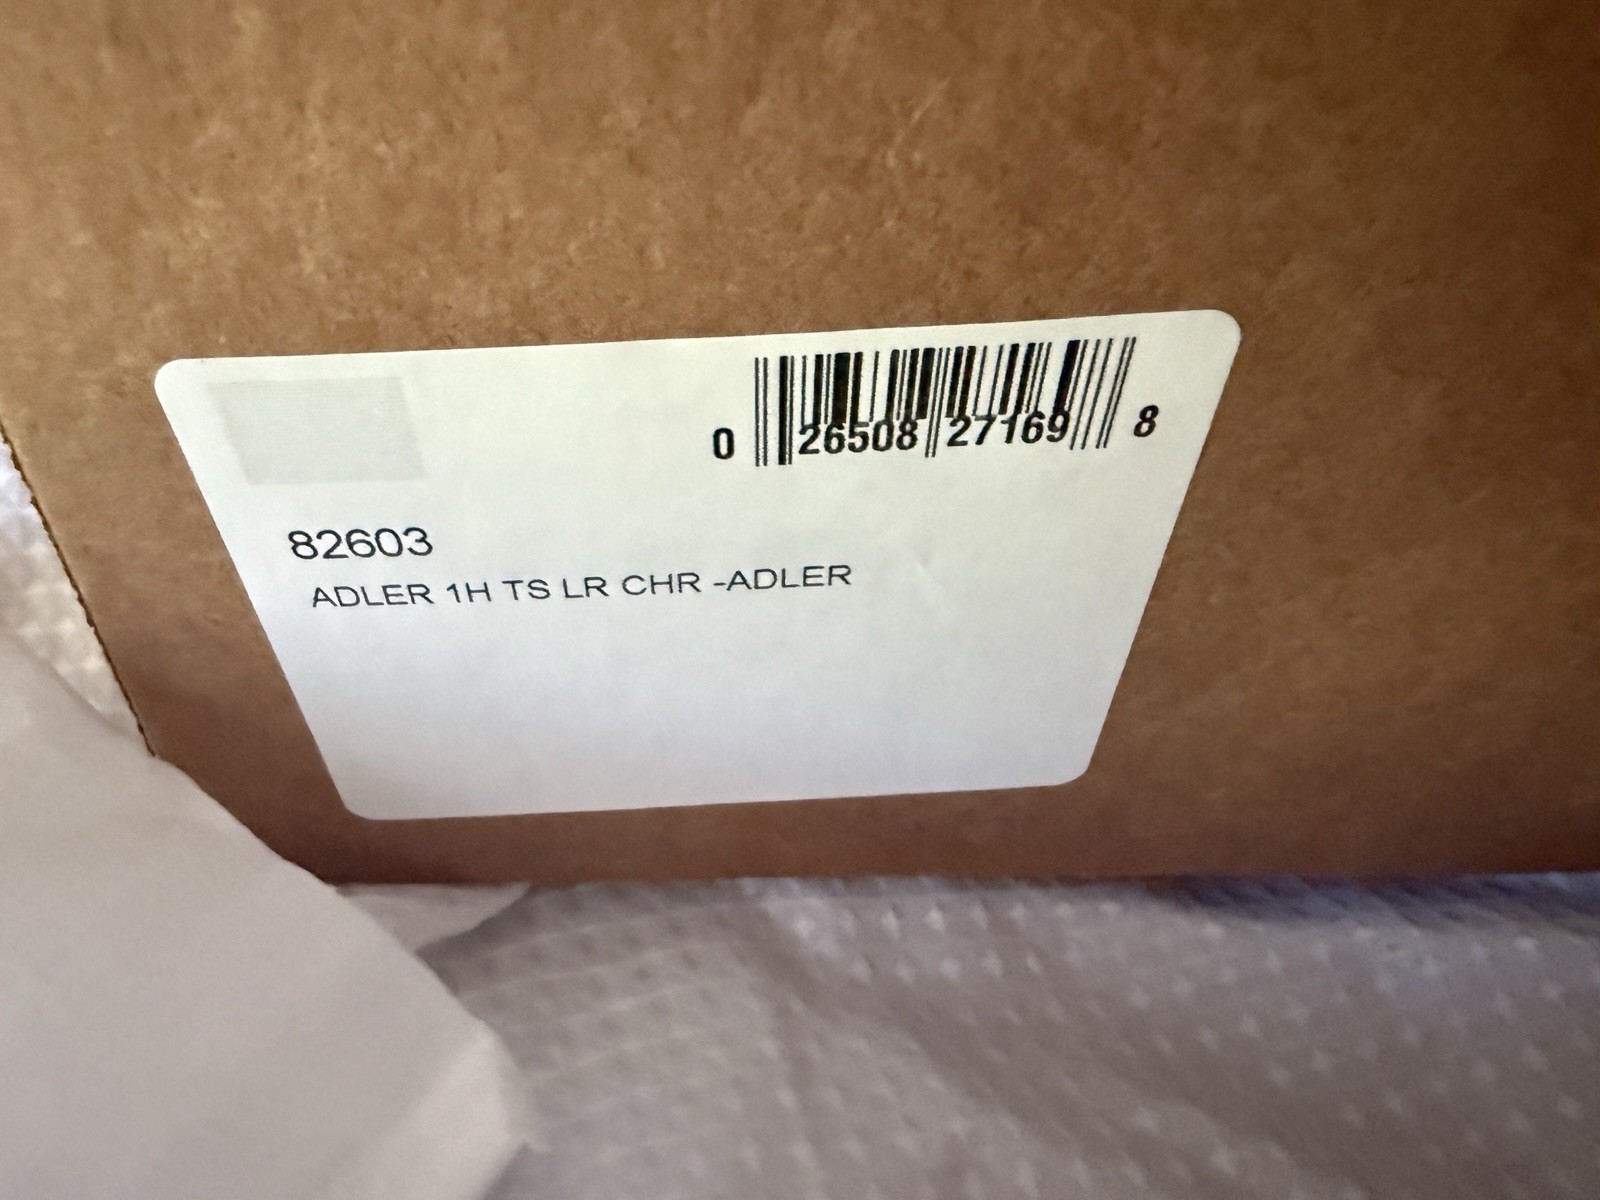 0 26508 27169 8
82603
ADLER 1H TS LR CHR -ADLER